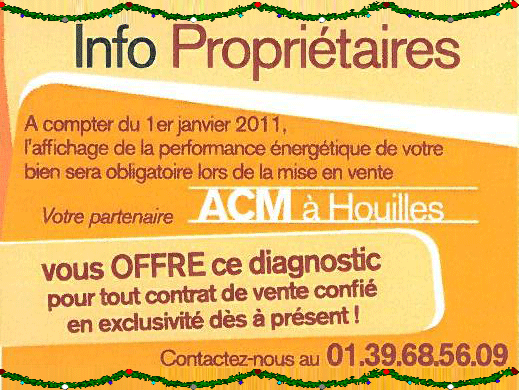 Info Propriétaires
A compter du 1er janvier 2011,
l'affichage de la performance énergétique de votre
bien sera obligatoire lors de la mise en vente
Votre partenaire ACM à Houilles
vous OFFRE ce diagnostic
pour tout contrat de vente confié
en exclusivité dès à présent !
Contactez-nous au 01.39.68.56.09